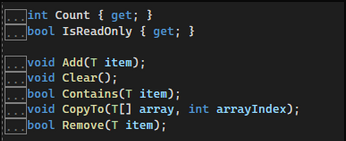 ...int Count { get; }
...bool IsReadOnly { get; }
...void Add(T item);
...void Clear();
...bool Contains(T item);
...void CopyTo(T[] array, int arrayIndex);
...bool Remove(T item);